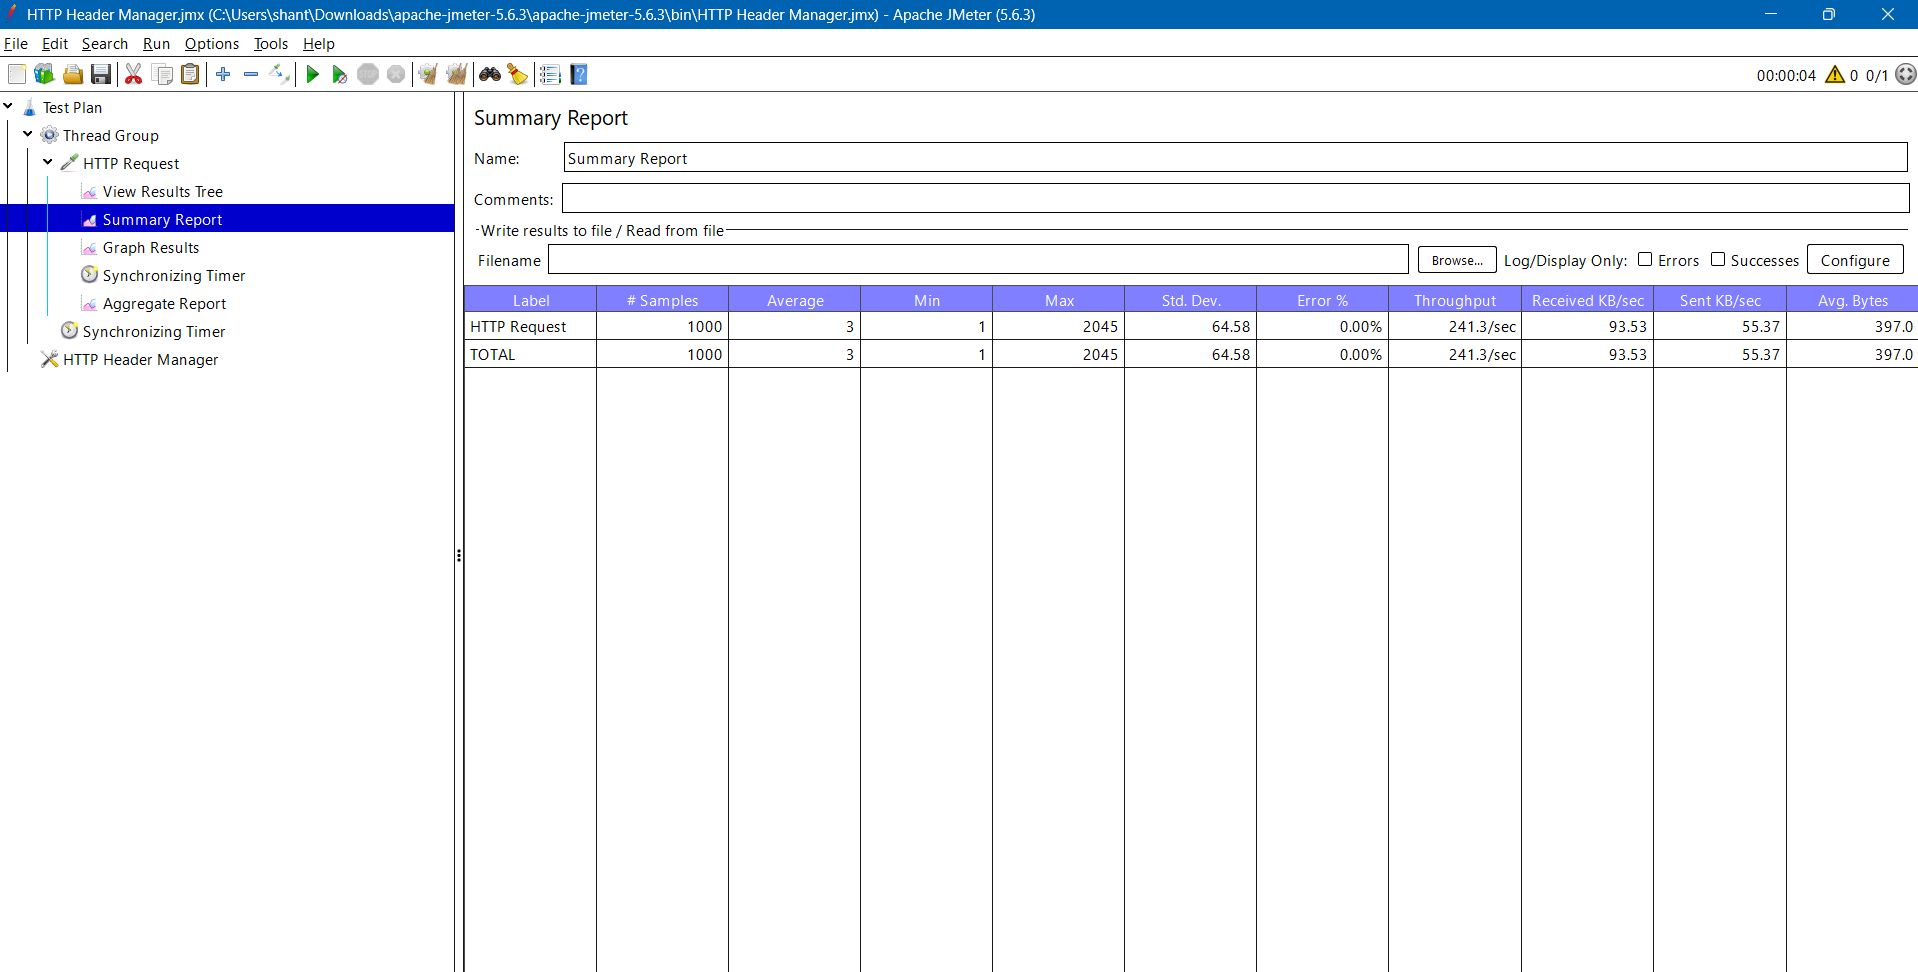 HTTP Header Manager.jmx (C:\Users\shant\Downloads\apache-jmeter-5.6.3\apache-jmeter-5.6.3\bin\HTTP Header Manager.jmx) - Apache JMeter (5.6.3)
File Edit Search Run Options Tools Help
STOP
00:00:04 0 0/1
Test Plan
Thread Group
HTTP Request
View Results Tree
Summary Report
Graph Results
Synchronizing Timer
Aggregate Report
Synchronizing Timer
HTTP Header Manager
Summary Report
Name: Summary Report
Comments:
Write results to file / Read from file
Filename Browse... Log/Display Only: Errors Successes Configure
Label # Samples Average Min Max Std. Dev. Error % Throughput Received KB/sec Sent KB/sec Avg. Bytes
HTTP Request 1000 3 1 2045 64.58 0.00% 241.3/sec 93.53 55.37 397.0
TOTAL 1000 3 1 2045 64.58 0.00% 241.3/sec 93.53 55.37 397.0